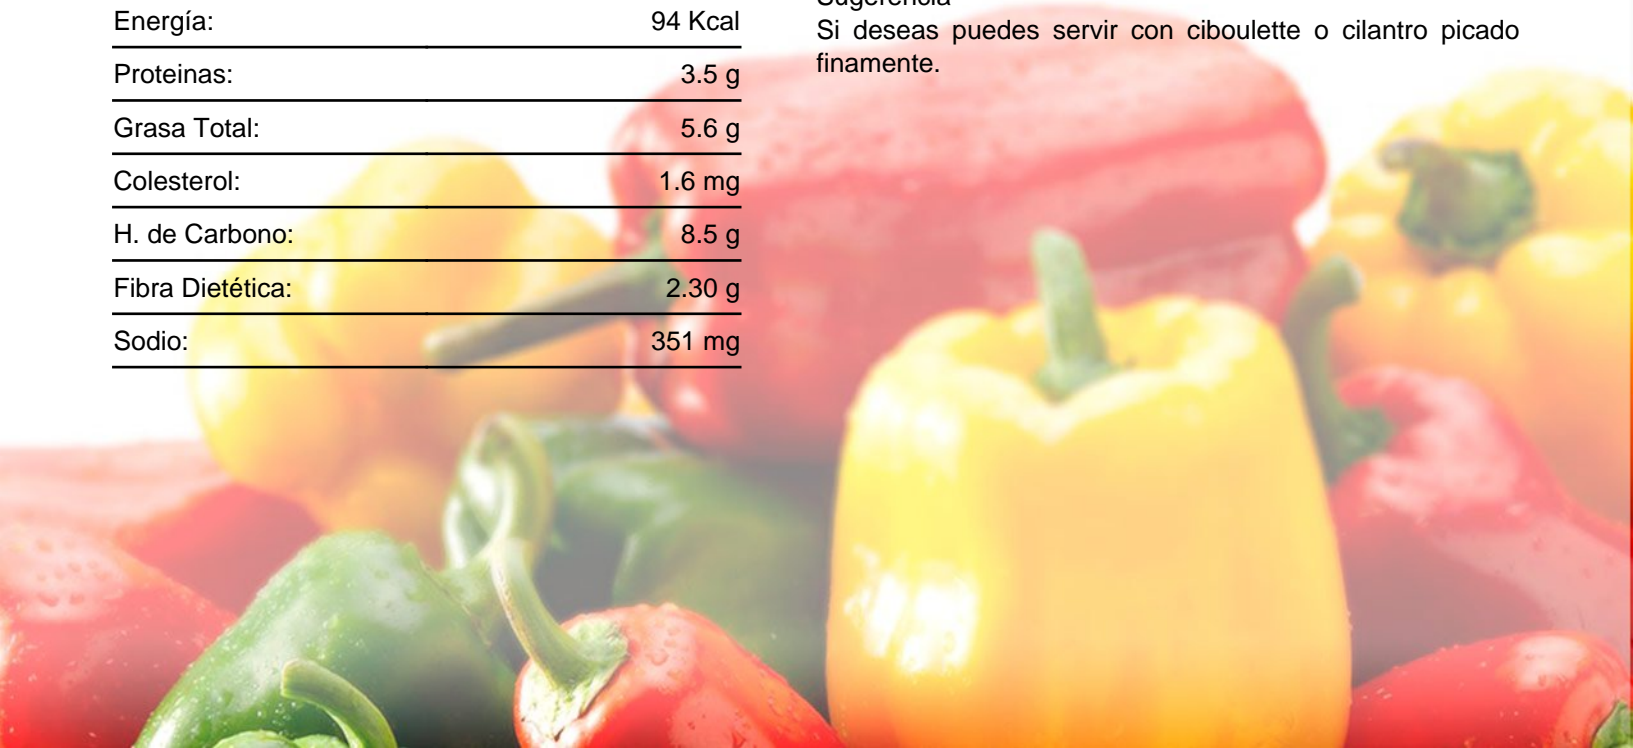 Energía: 94 Kcal
Proteinas: 3.5 g
Grasa Total: 5.6 g
Colesterol: 1.6 mg
H. de Carbono: 8.5 g
Fibra Dietética: 2.30 g
Sodio: 351 mg
Sugerencia
Si deseas puedes servir con ciboulette o cilantro picado
finamente.